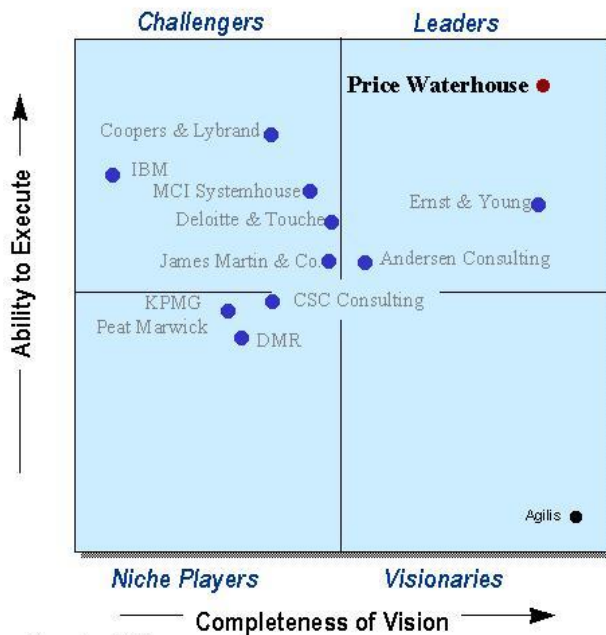 Challengers
Leaders
Price Waterhouse
Coopers & Lybrand
IBM
MCI Systemhouse
Ernst & Young
Deloitte & Touche
James Martin & Co.
Andersen Consulting
KPMG
Peat Marwick
CSC Consulting
DMR
Agilis
Ability to Execute
Niche Players
Visionaries
Completeness of Vision